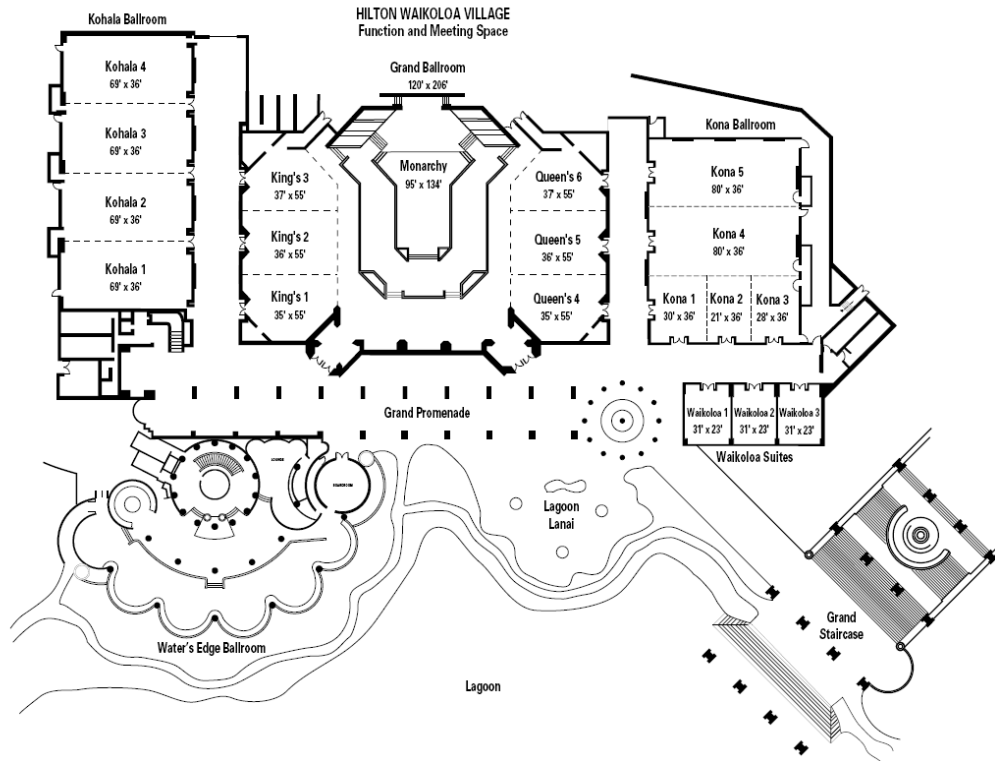 HILTON WAIKOLOA VILLAGE
Function and Meeting Space
Kohala Ballroom
Kohala 4
69' x 36'
Kohala 3
69' x 36'
Kohala 2
69' x 36'
Kohala 1
69' x 36'
Grand Ballroom
120' x 206'
King's 3
37' x 55'
King's 2
36' x 55'
King's 1
35' x 55'
Monarchy
95' x 134'
Queen's 6
37' x 55'
Queen's 5
36' x 55'
Queen's 4
35' x 55'
Kona Ballroom
Kona 5
80' x 36'
Kona 4
80' x 36'
Kona 1
30' x 36'
Kona 2
21' x 36'
Kona 3
28' x 36'
Grand Promenade
Waikoloa 1
31' x 23'
Waikoloa 2
31' x 23'
Waikoloa 3
31' x 23'
Waikoloa Suites
LOUNGE
Lagoon
Lanai
Water's Edge Ballroom
Grand
Staircase
Lagoon